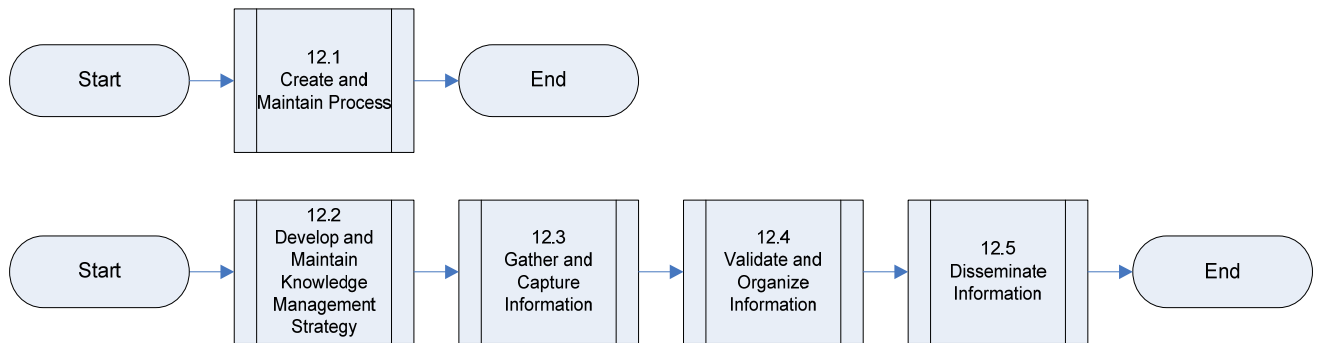 Start
12.1
Create and
Maintain Process
End
Start
12.2
Develop and
Maintain
Knowledge
Management
Strategy
12.3
Gather and
Capture
Information
12.4
Validate and
Organize
Information
12.5
Disseminate
Information
End